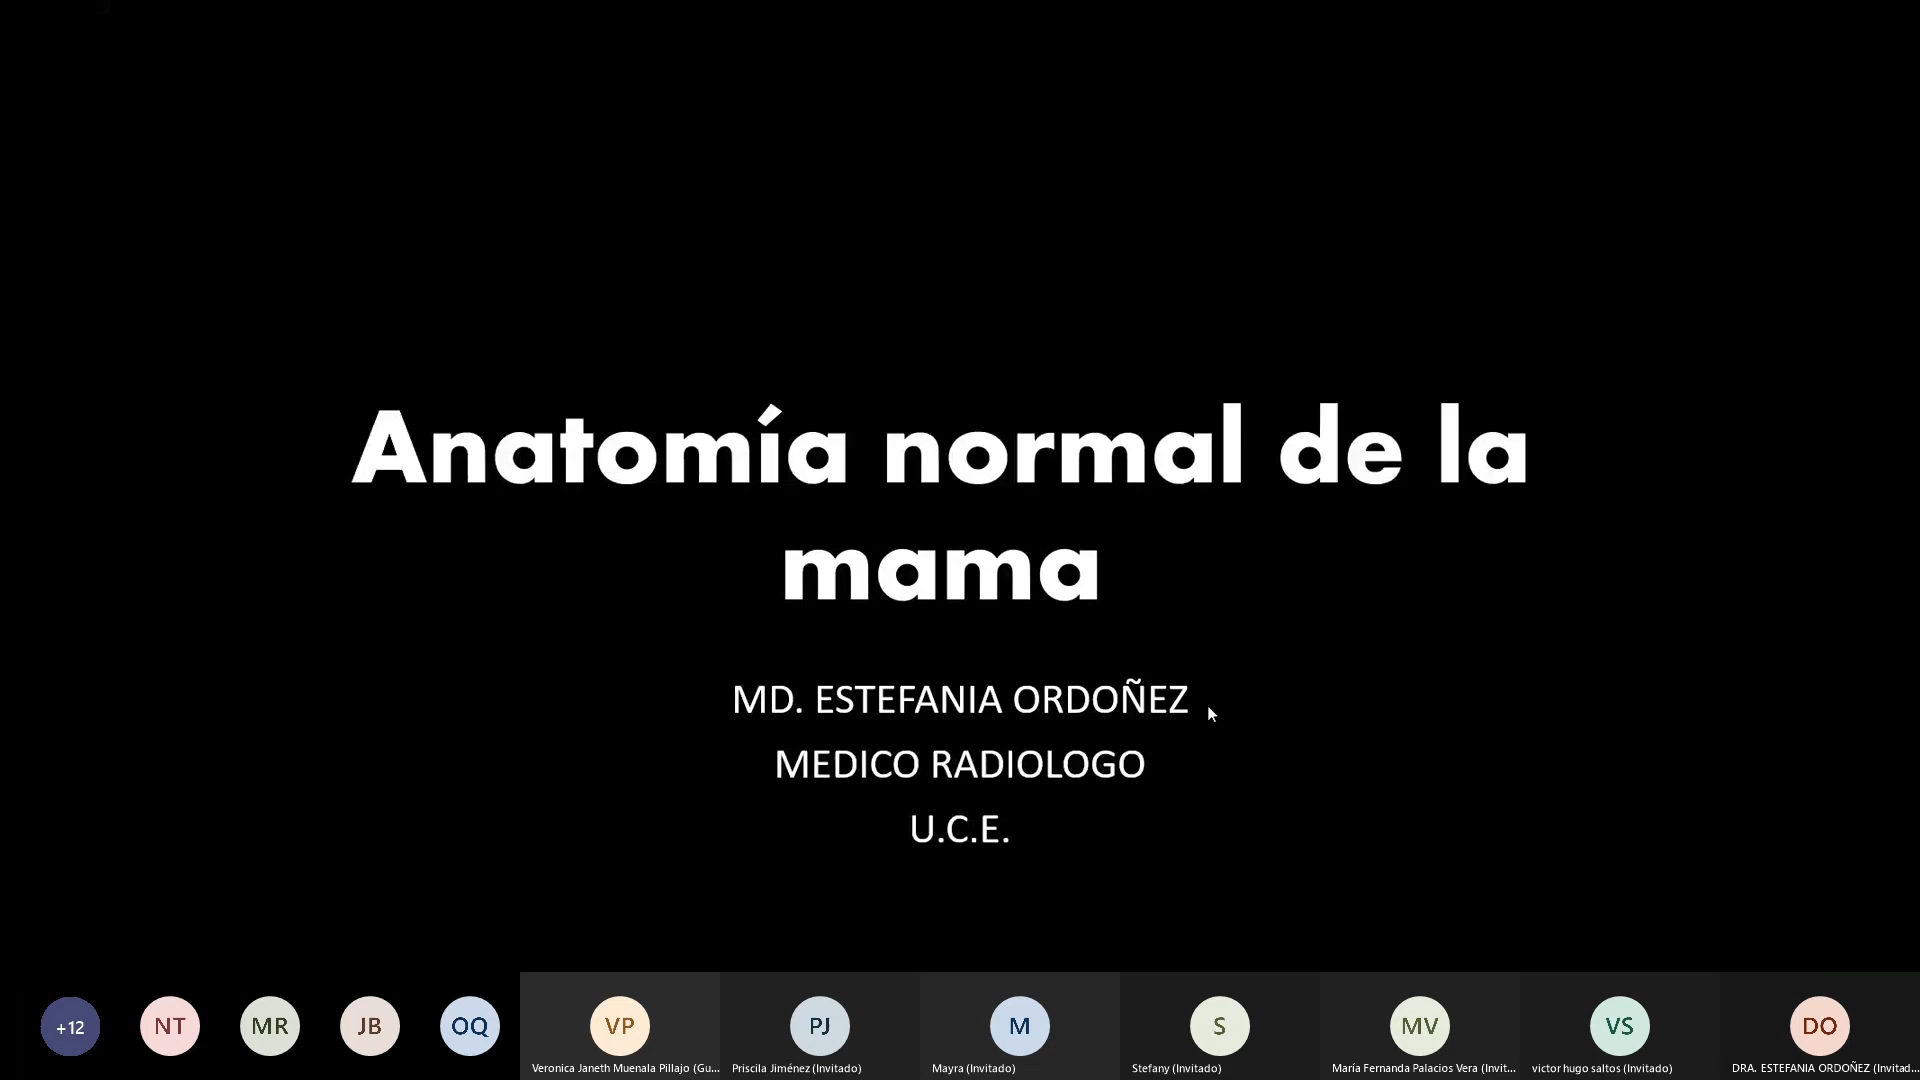 Anatomía normal de la
mama
MD. ESTEFANIA ORDOÑEZ
MEDICO RADIOLOGO
U.C.E.
+12
NT
MR
JB
OQ
VP
PJ
M
S
MV
VS
DO
Veronica Janeth Muenala Pillajo (Gu...
Priscila Jiménez (Invitado)
Mayra (Invitado)
Stefany (Invitado)
María Fernanda Palacios Vera (Invit...
victor hugo saltos (Invitado)
DRA. ESTEFANIA ORDOÑEZ (Invitad...